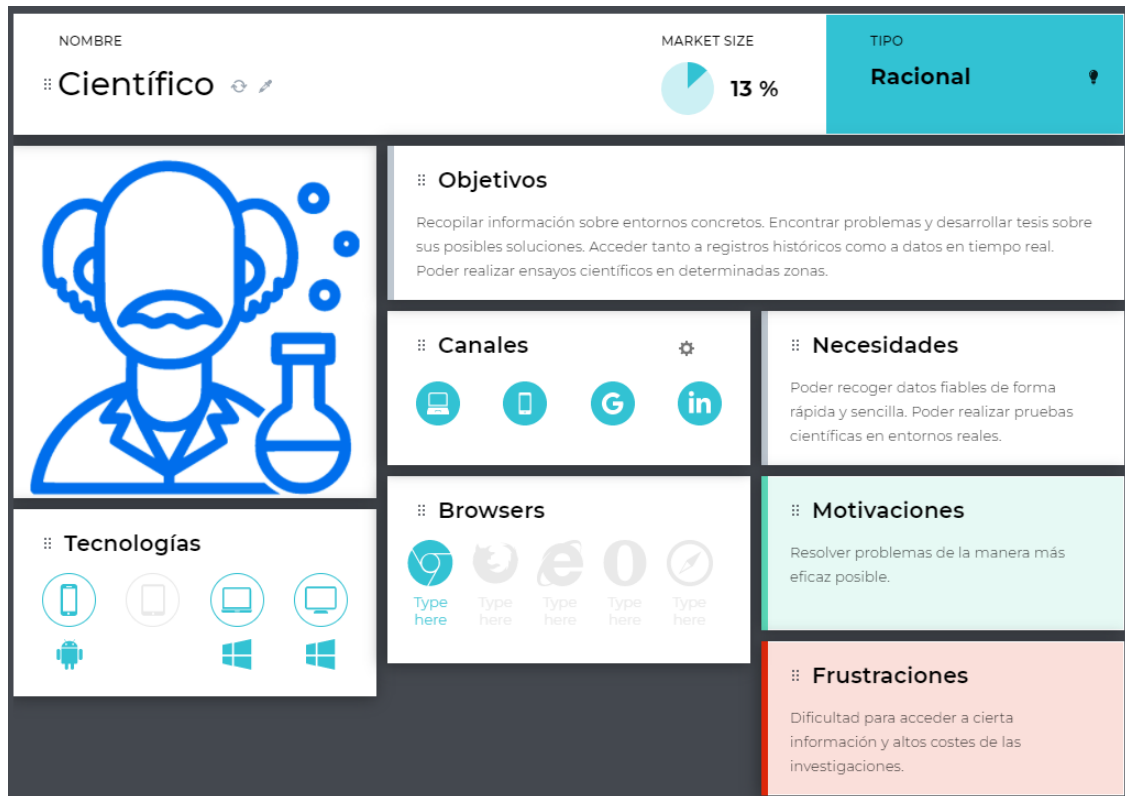 NOMBRE
Científico
MARKET SIZE
13 %
TIPO
Racional
Objetivos
Recopilar información sobre entornos concretos. Encontrar problemas y desarrollar tesis sobre
sus posibles soluciones. Acceder tanto a registros históricos como a datos en tiempo real.
Poder realizar ensayos científicos en determinadas zonas.
Canales
G
in
Necesidades
Poder recoger datos fiables de forma
rápida y sencilla. Poder realizar pruebas
científicas en entornos reales.
Tecnologías
Browsers
Type
here
Type
here
Type
here
Type
here
Type
here
Motivaciones
Resolver problemas de la manera más
eficaz posible.
Frustraciones
Dificultad para acceder a cierta
información y altos costes de las
investigaciones.